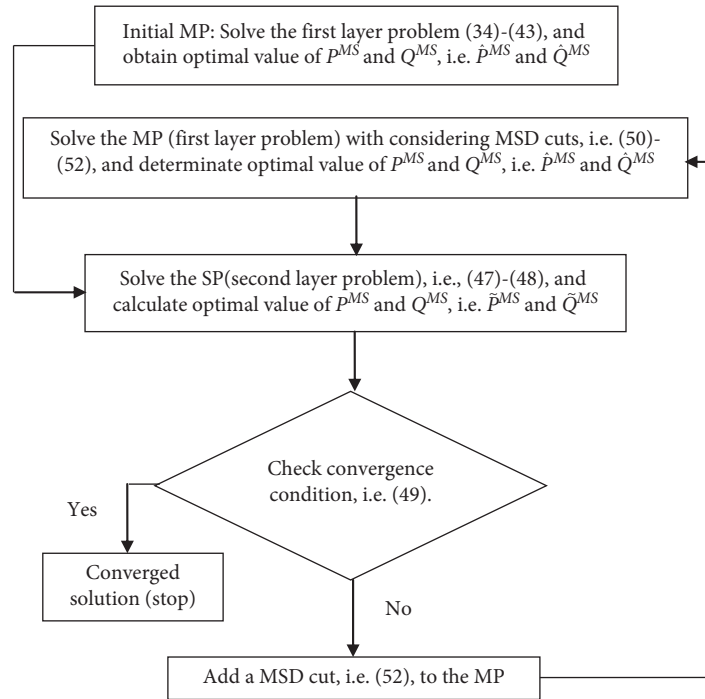 Initial MP: Solve the first layer problem (34)-(43), and
obtain optimal value of P^MS and Q^MS, i.e. P̂^MS and Q̂^MS
Solve the MP (first layer problem) with considering MSD cuts, i.e. (50)-
(52), and determinate optimal value of P^MS and Q^MS, i.e. P̂^MS and Q̂^MS
Solve the SP(second layer problem), i.e., (47)-(48), and
calculate optimal value of P^MS and Q^MS, i.e. P̃^MS and Q̃^MS
Check convergence
condition, i.e. (49).
Yes
Converged
solution (stop)
No
Add a MSD cut, i.e. (52), to the MP